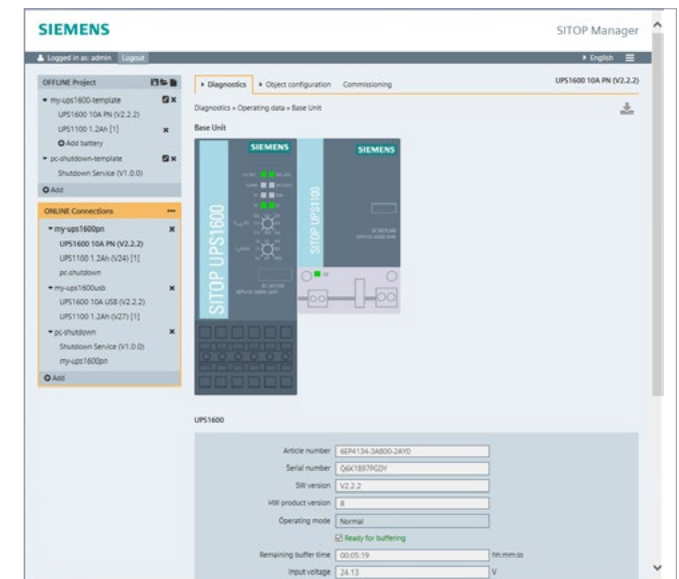 SIEMENS
SITOP Manager
Logged in as: admin Logout
English
OFFLINE Project
my-ups1600-template
UPS1600 10A PN (V2.2.2)
UPS1100 1.2Ah [1]
Add battery
pc-shutdown-template
Shutdown Service (V1.0.0)
Add
ONLINE Connections
my-ups1600pn
UPS1600 10A PN (V2.2.2)
UPS1100 1.2Ah (V24) [1]
pc-shutdown
my-ups1600usb
UPS1600 10A USB (V2.2.2)
UPS1100 1.2Ah (V27) [1]
pc-shutdown
Shutdown Service (V1.0.0)
my-ups1600pn
Add
Diagnostics Object configuration Commissioning
UPS1600 10A PN (V2.2.2)
Diagnostics » Operating data » Base Unit
Base Unit
SIEMENS
SITOP UPS1600
SIEMENS
SITOP UPS1100
UPS1600
Article number 6EP4134-3AB00-2AY0
Serial number Q6K1897PGDY
SW version V2.2.2
HW product version 8
Operating mode Normal
Ready for buffering
Remaining buffer time 00:05:19 hh:mm:ss
Input voltage 24.13 V